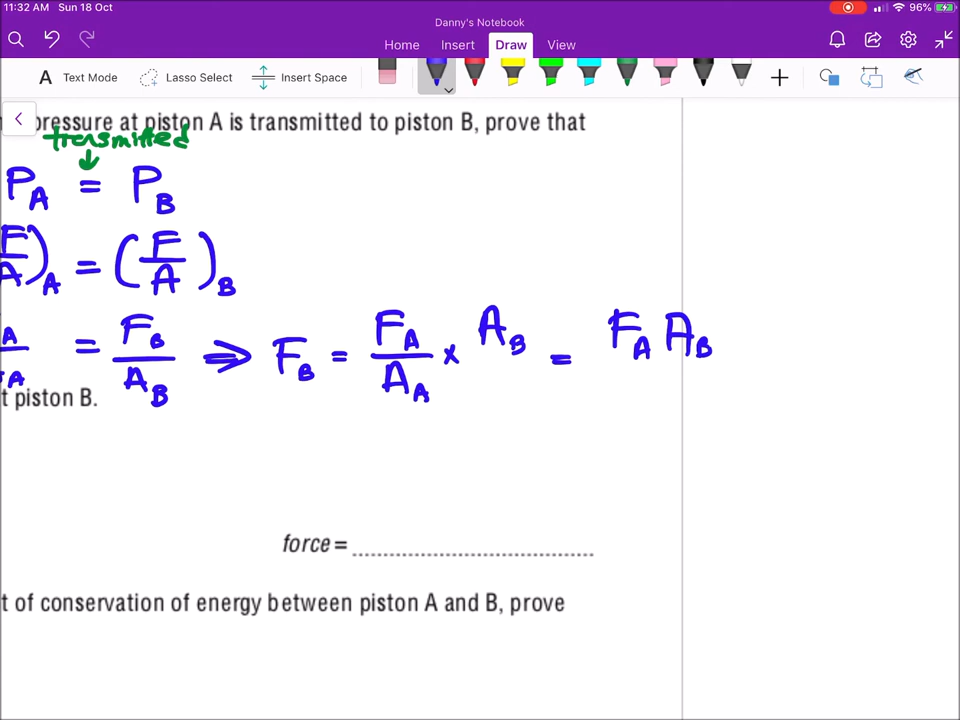 11:32 AM Sun 18 Oct
96%
Danny's Notebook
Home Insert Draw View
A Text Mode Lasso Select Insert Space
pressure at piston A is transmitted to piston B, prove that
transmitted
P_A = P_B
(F/A)_A = (F/A)_B
A/A = F_B/A_B ⇒ F_B = F_A/A_A × A_B = F_A A_B
t piston B.
force = ............................................
t of conservation of energy between piston A and B, prove